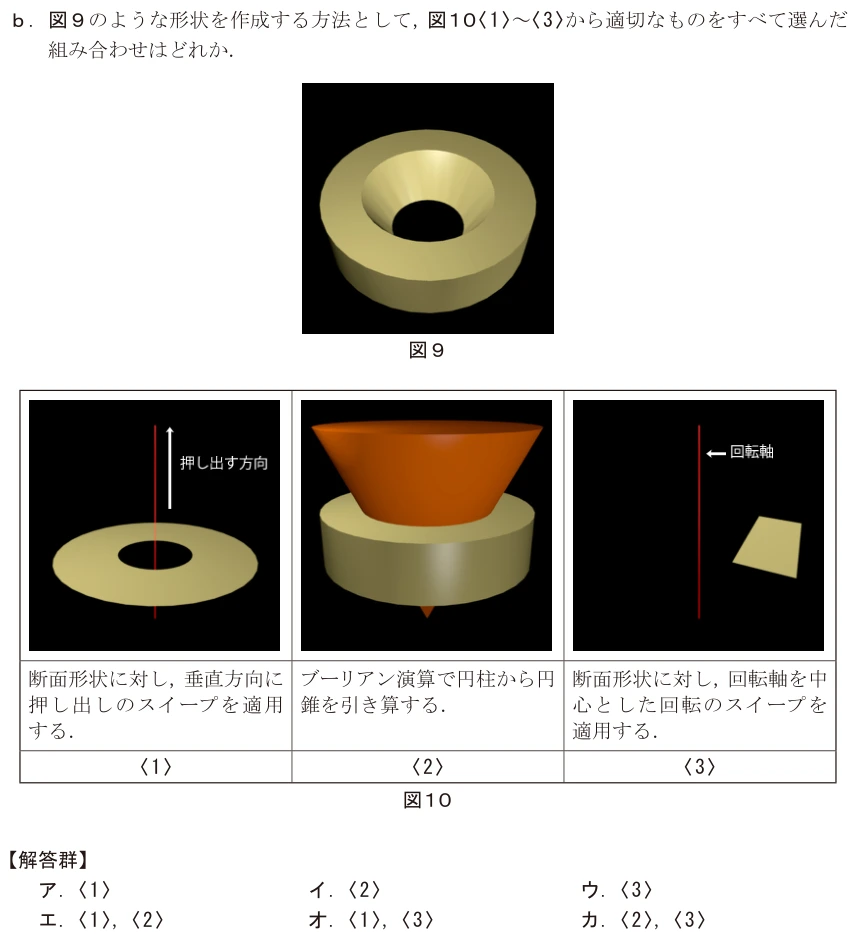 b．図9のような形状を作成する方法として，図10〈1〉～〈3〉から適切なものをすべて選んだ
組み合わせはどれか．
図9
押し出す方向
回転軸
断面形状に対し，垂直方向に
押し出しのスイープを適用
する．
ブーリアン演算で円柱から円
錐を引き算する．
断面形状に対し，回転軸を中
心とした回転のスイープを
適用する．
〈1〉
〈2〉
〈3〉
図10
【解答群】
ア．〈1〉 イ．〈2〉 ウ．〈3〉
エ．〈1〉，〈2〉 オ．〈1〉，〈3〉 カ．〈2〉，〈3〉